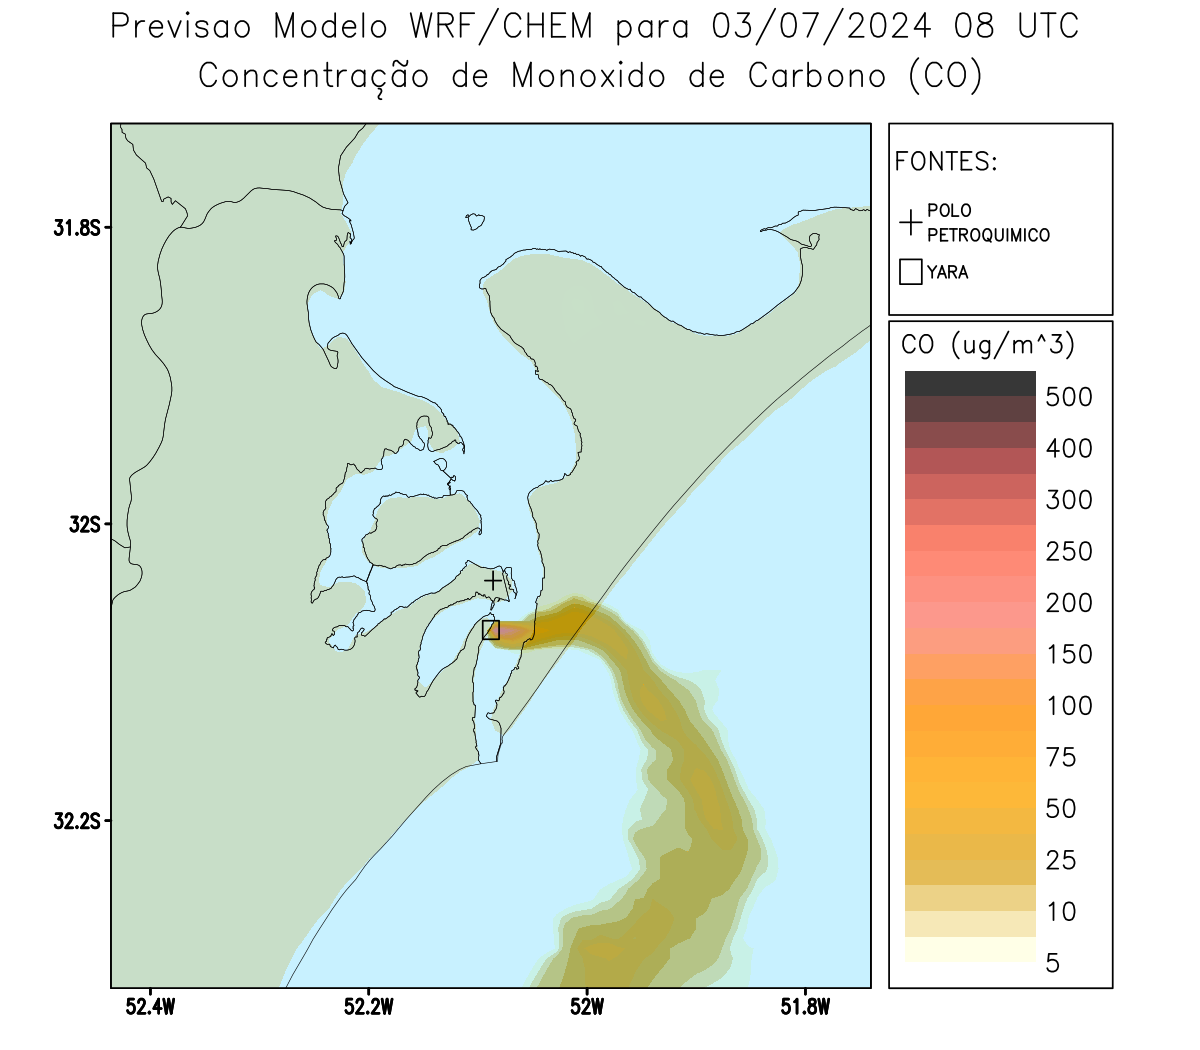 Previsao Modelo WRF/CHEM para 03/07/2024 08 UTC
Concentração de Monoxido de Carbono (CO)
FONTES:
POLO
PETROQUIMICO
YARA
CO (ug/m^3)
500
400
300
250
200
150
100
75
50
25
10
5
31.8S
32S
32.2S
52.4W
52.2W
52W
51.8W